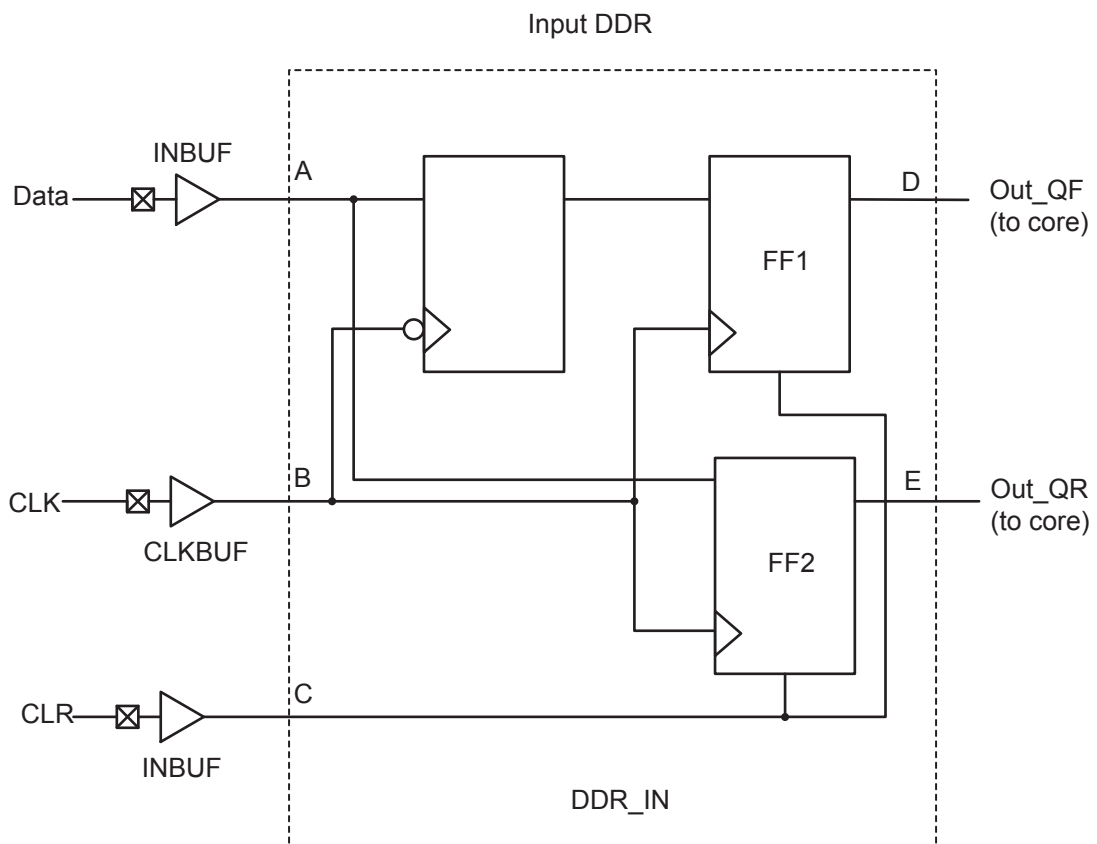 Input DDR
INBUF
A
Data
D
Out_QF
(to core)
FF1
B
E
CLK
Out_QR
(to core)
CLKBUF
FF2
C
CLR
INBUF
DDR_IN